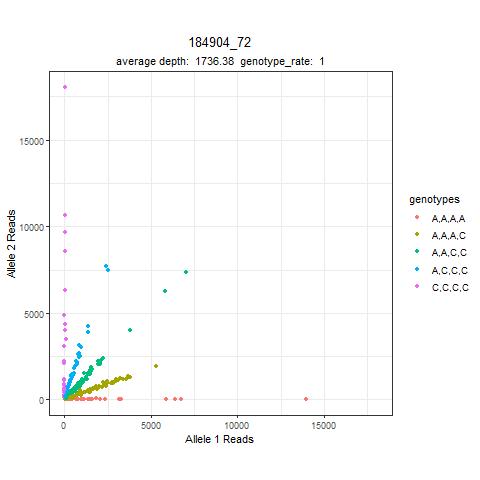 184904_72
average depth: 1736.38 genotype_rate: 1
Allele 2 Reads
15000
10000
5000
0
0
5000
10000
15000
Allele 1 Reads
genotypes
A,A,A,A
A,A,A,C
A,A,C,C
A,C,C,C
C,C,C,C